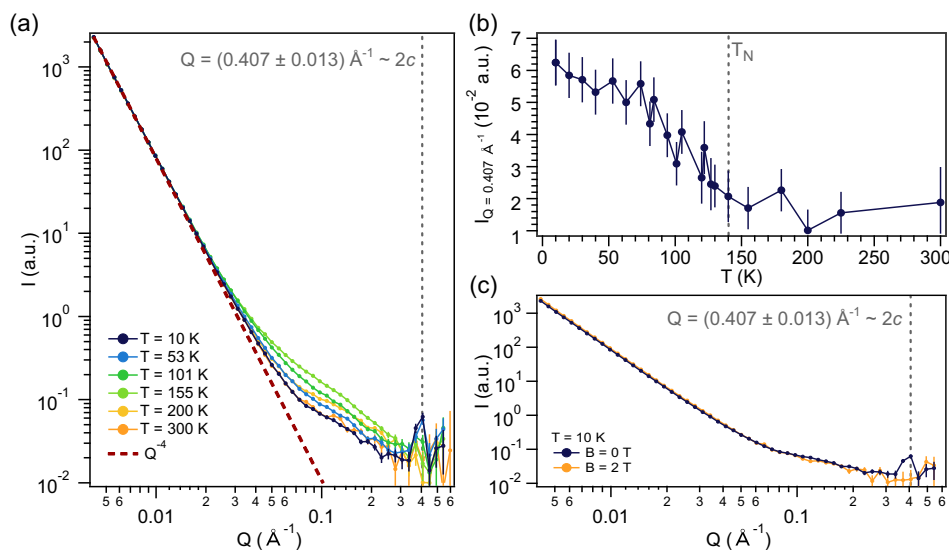 (a)
Q = (0.407 ± 0.013) Å⁻¹ ~ 2c
10³
10²
10¹
10⁰
10⁻¹
10⁻²
I (a.u.)
T = 10 K
T = 53 K
T = 101 K
T = 155 K
T = 200 K
T = 300 K
Q⁻⁴
5 6 0.01 2 3 4 5 6 0.1 2 3 4 5 6
Q (Å⁻¹)
(b)
T_N
7
6
5
4
3
2
1
I_Q = 0.407 Å⁻¹ (10⁻² a.u.)
0 50 100 150 200 250 300
T (K)
(c)
Q = (0.407 ± 0.013) Å⁻¹ ~ 2c
10³
10²
10¹
10⁰
10⁻¹
10⁻²
I (a.u.)
T = 10 K
B = 0 T
B = 2 T
5 6 0.01 2 3 4 5 6 0.1 2 3 4 5 6
Q (Å⁻¹)